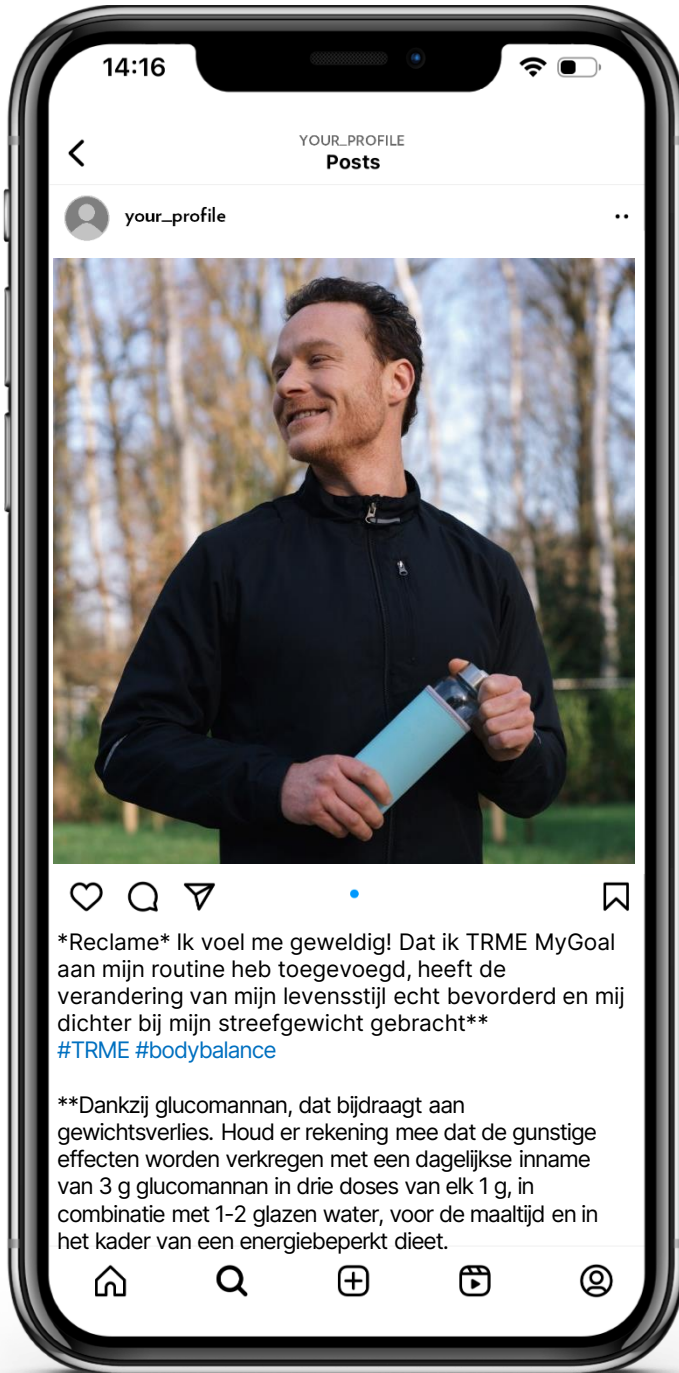 14:16
YOUR_PROFILE
Posts
your_profile
*Reclame* Ik voel me geweldig! Dat ik TRME MyGoal
aan mijn routine heb toegevoegd, heeft de
verandering van mijn levensstijl echt bevorderd en mij
dichter bij mijn streefgewicht gebracht**
#TRME #bodybalance
**Dankzij glucomannan, dat bijdraagt aan
gewichtsverlies. Houd er rekening mee dat de gunstige
effecten worden verkregen met een dagelijkse inname
van 3 g glucomannan in drie doses van elk 1 g, in
combinatie met 1-2 glazen water, voor de maaltijd en in
het kader van een energiebeperkt dieet.